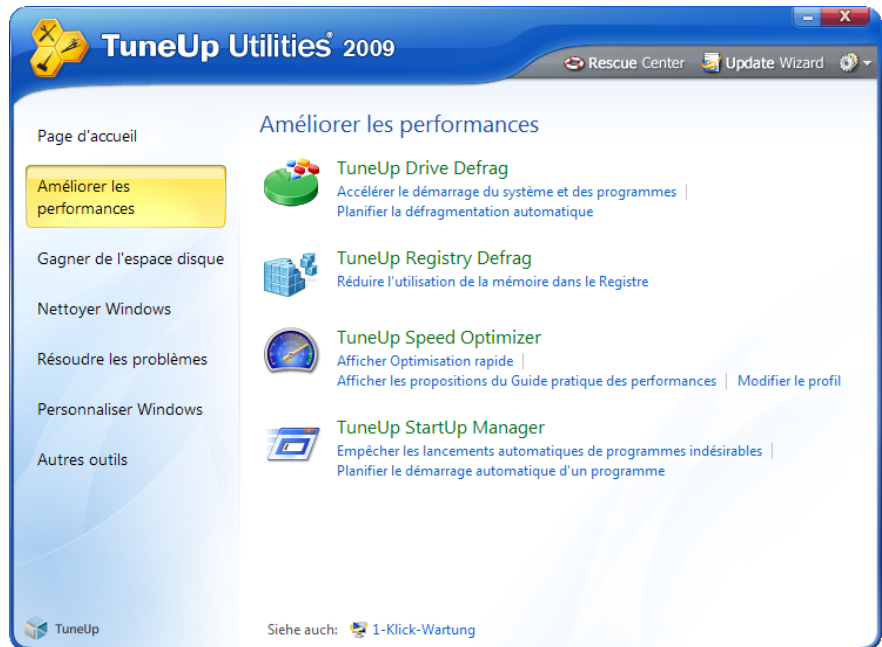 TuneUp Utilities® 2009
X
Rescue Center
Update Wizard
Page d'accueil
Améliorer les
performances
Gagner de l'espace disque
Nettoyer Windows
Résoudre les problèmes
Personnaliser Windows
Autres outils
TuneUp
Améliorer les performances
TuneUp Drive Defrag
Accélérer le démarrage du système et des programmes |
Planifier la défragmentation automatique
TuneUp Registry Defrag
Réduire l'utilisation de la mémoire dans le Registre
TuneUp Speed Optimizer
Afficher Optimisation rapide |
Afficher les propositions du Guide pratique des performances | Modifier le profil
TuneUp StartUp Manager
Empêcher les lancements automatiques de programmes indésirables |
Planifier le démarrage automatique d'un programme
Siehe auch: 1-Klick-Wartung